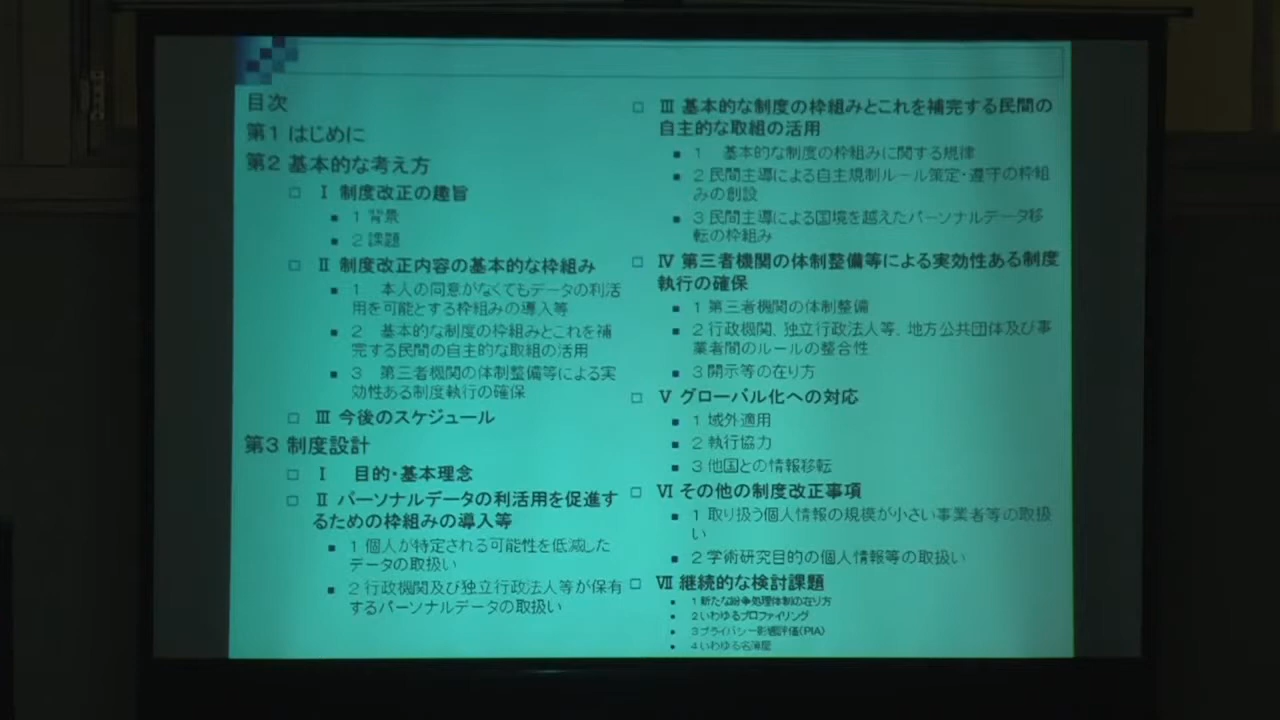 目次
第1 はじめに
第2 基本的な考え方
□ Ⅰ 制度改正の趣旨
■ 1 背景
■ 2 課題
□ Ⅱ 制度改正内容の基本的な枠組み
■ 1 本人の同意がなくてもデータの利活
用を可能とする枠組みの導入等
■ 2 基本的な制度の枠組みとこれを補
完する民間の自主的な取組の活用
■ 3 第三者機関の体制整備等による実
効性ある制度執行の確保
□ Ⅲ 今後のスケジュール
第3 制度設計
□ Ⅰ 目的・基本理念
□ Ⅱ パーソナルデータの利活用を促進す
るための枠組みの導入等
■ 1 個人が特定される可能性を低減した
データの取扱い
■ 2 行政機関及び独立行政法人等が保有
するパーソナルデータの取扱い
□ Ⅲ 基本的な制度の枠組みとこれを補完する民間の
自主的な取組の活用
■ 1 基本的な制度の枠組みに関する規律
■ 2 民間主導による自主規制ルール策定・遵守の枠組
みの創設
■ 3 民間主導による国境を越えたパーソナルデータ移
転の枠組み
□ Ⅳ 第三者機関の体制整備等による実効性ある制度
執行の確保
■ 1 第三者機関の体制整備
■ 2 行政機関、独立行政法人等、地方公共団体及び事
業者間のルールの整合性
■ 3 開示等の在り方
□ Ⅴ グローバル化への対応
■ 1 域外適用
■ 2 執行協力
■ 3 他国との情報移転
□ Ⅵ その他の制度改正事項
■ 1 取り扱う個人情報の規模が小さい事業者等の取扱
い
■ 2 学術研究目的の個人情報等の取扱い
□ Ⅶ 継続的な検討課題
■ 1 新たな紛争処理体制の在り方
■ 2 いわゆるプロファイリング
■ 3 プライバシー影響評価(PIA)
■ 4 いわゆる名簿屋